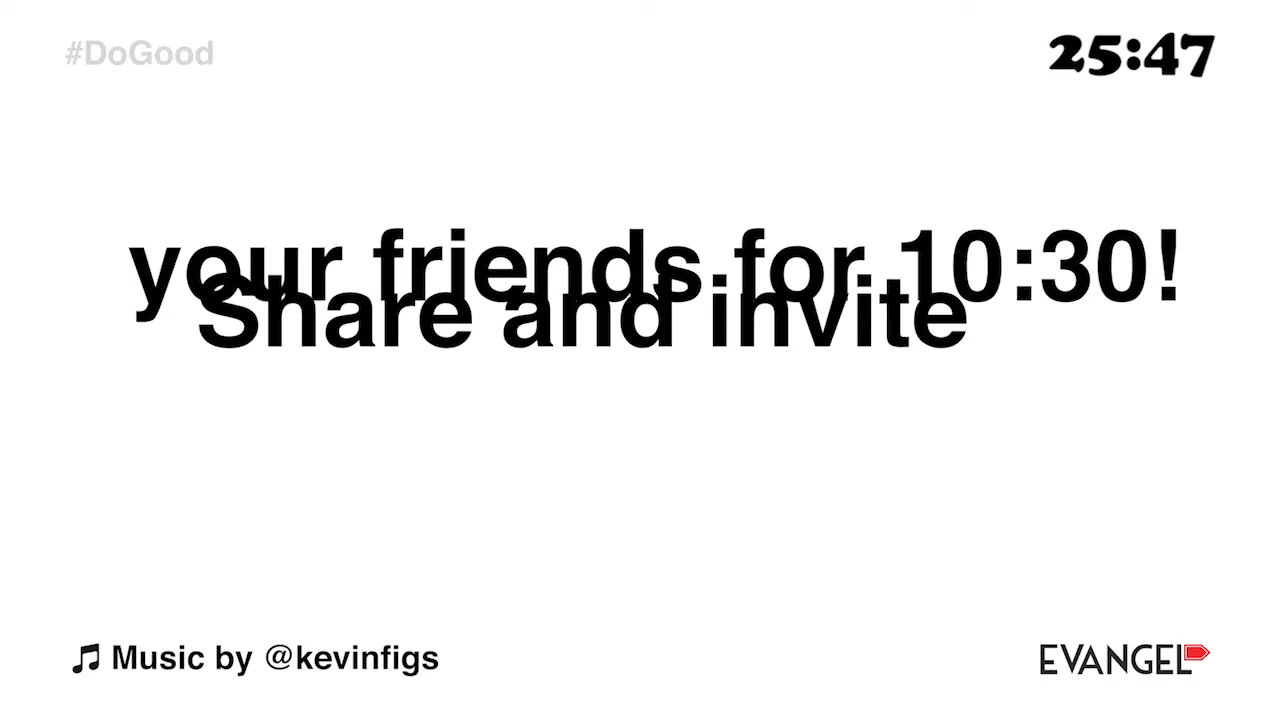 #DoGood
25:47
Share and invite
your friends for 10:30!
🎵 Music by @kevinfigs
EVANGEL